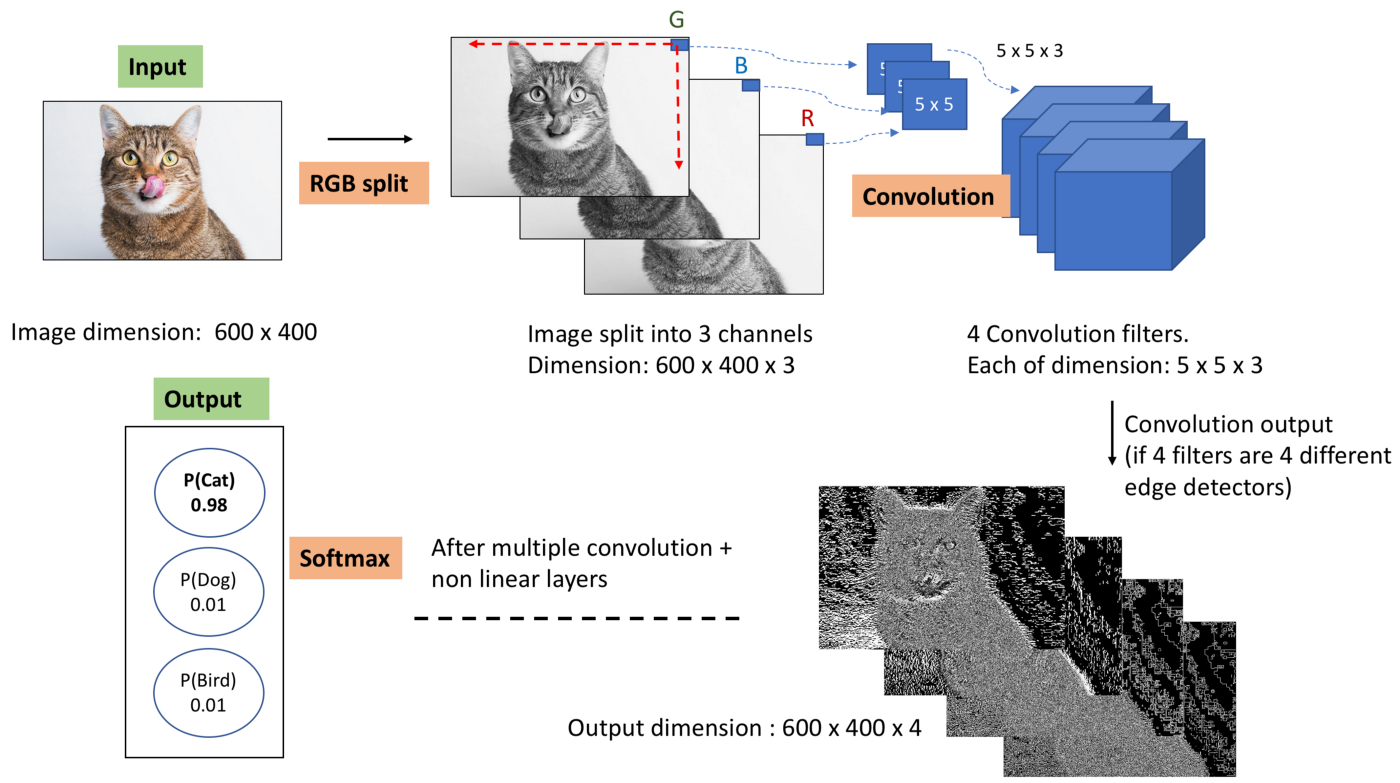 Input
RGB split
G
B
R
5
5
5 x 5
5 x 5 x 3
Convolution
Image dimension:  600 x 400
Image split into 3 channels
Dimension: 600 x 400 x 3
4 Convolution filters.
Each of dimension: 5 x 5 x 3
Convolution output
(if 4 filters are 4 different
edge detectors)
Output dimension : 600 x 400 x 4
After multiple convolution +
non linear layers
Softmax
Output
P(Cat)
0.98
P(Dog)
0.01
P(Bird)
0.01